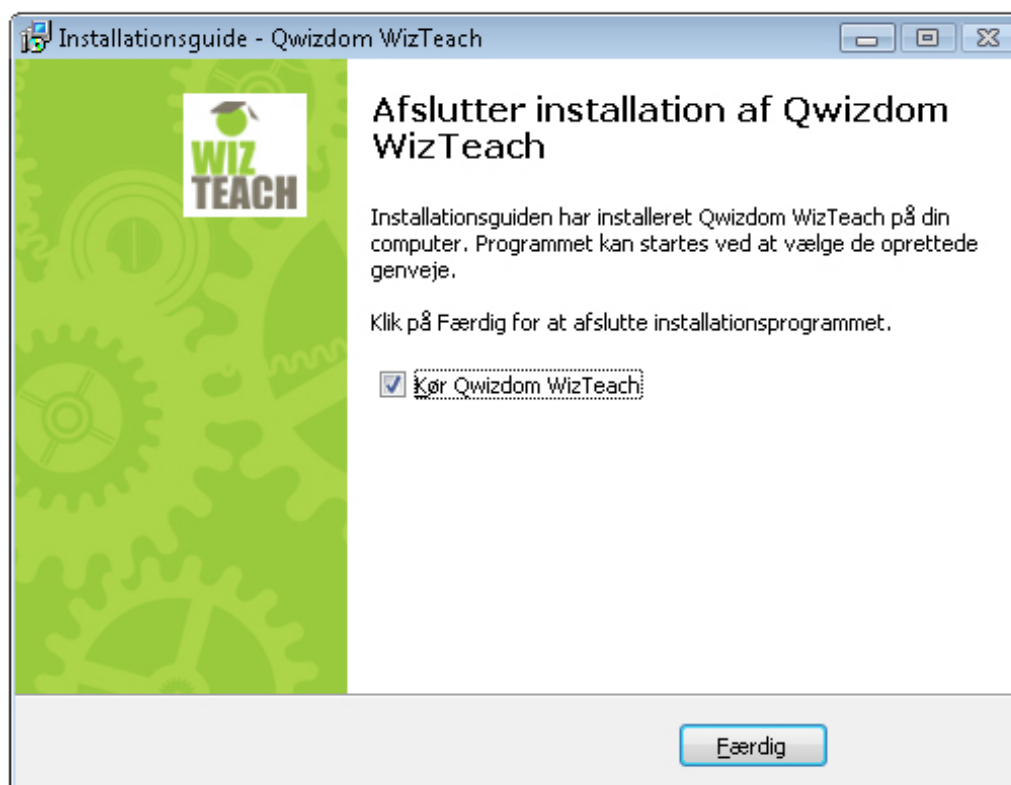 Installationsguide - Qwizdom WizTeach
WIZ
TEACH
Afslutter installation af Qwizdom
WizTeach
Installationsguiden har installeret Qwizdom WizTeach på din
computer. Programmet kan startes ved at vælge de oprettede
genveje.
Klik på Færdig for at afslutte installationsprogrammet.
Kør Qwizdom WizTeach
Færdig